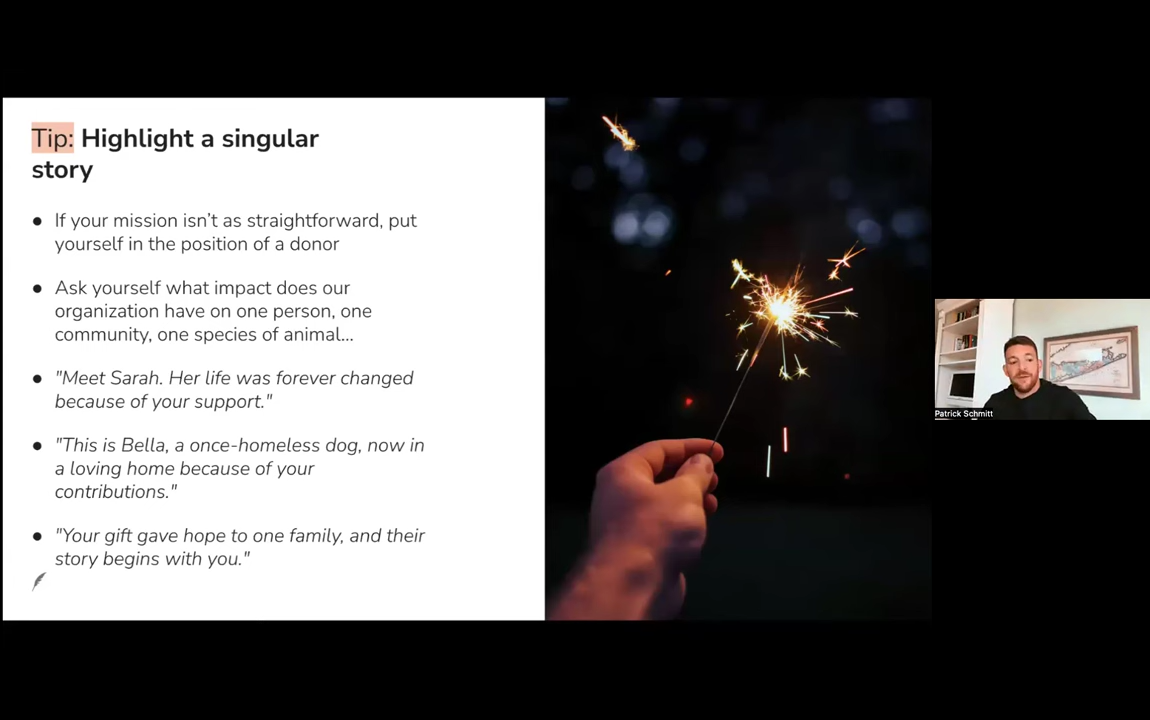 Tip: Highlight a singular
story
● If your mission isn't as straightforward, put
yourself in the position of a donor
● Ask yourself what impact does our
organization have on one person, one
community, one species of animal...
● "Meet Sarah. Her life was forever changed
because of your support."
● "This is Bella, a once-homeless dog, now in
a loving home because of your
contributions."
● "Your gift gave hope to one family, and their
story begins with you."
Patrick Schmitt